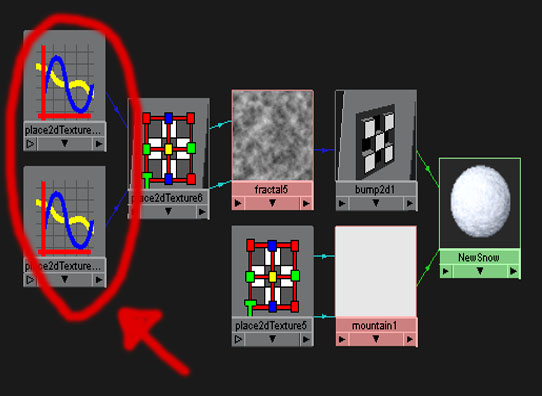 place2dTexture...
place2dTexture...
place2dTexture6
fractal5
bump2d1
NewSnow
place2dTexture5
mountain1